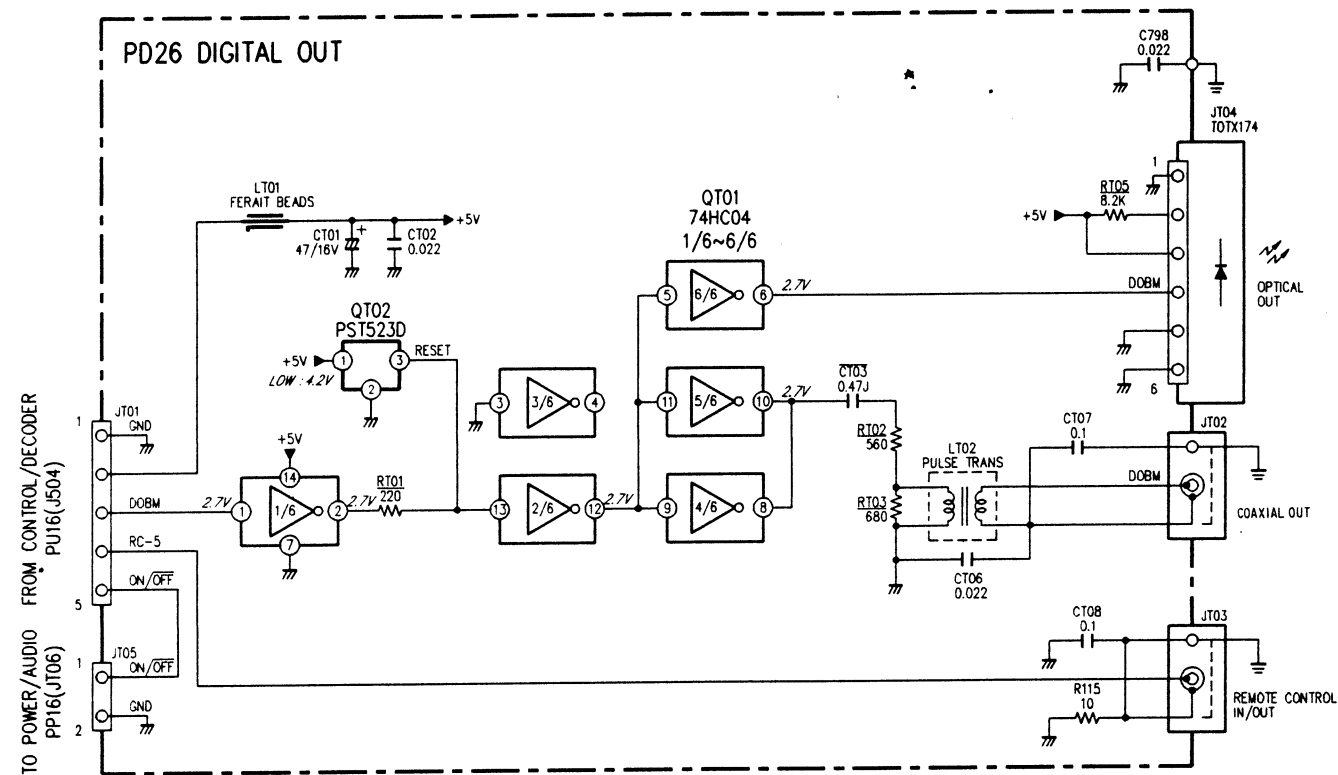 PD26 DIGITAL OUT
C798
0.022
JT04
TOTX174
1
LT01
FERAIT BEADS
+5V
CT01
47/16V
+
CT02
0.022
QT01
74HC04
1/6~6/6
RT05
8.2K
+5V
5
6/6
6
2.7V
DOBM
OPTICAL
OUT
QT02
PST523D
+5V
1
3
RESET
LOW : 4.2V
2
3
3/6
4
11
5/6
10
2.7V
CT03
0.47J
6
FROM CONTROL/DECODER
PU16(J504)
1
JT01
GND
+5V
14
DOBM
2.7V
1
1/6
2
2.7V
RT01
220
7
13
2/6
12
2.7V
9
4/6
8
RT02
560
RT03
680
LT02
PULSE TRANS
CT07
0.1
JT02
DOBM
COAXIAL OUT
CT06
0.022
RC-5
ON/OFF
5
TO POWER/AUDIO
PP16(JT06)
1
JT05
ON/OFF
GND
2
CT08
0.1
JT03
R115
10
REMOTE CONTROL
IN/OUT